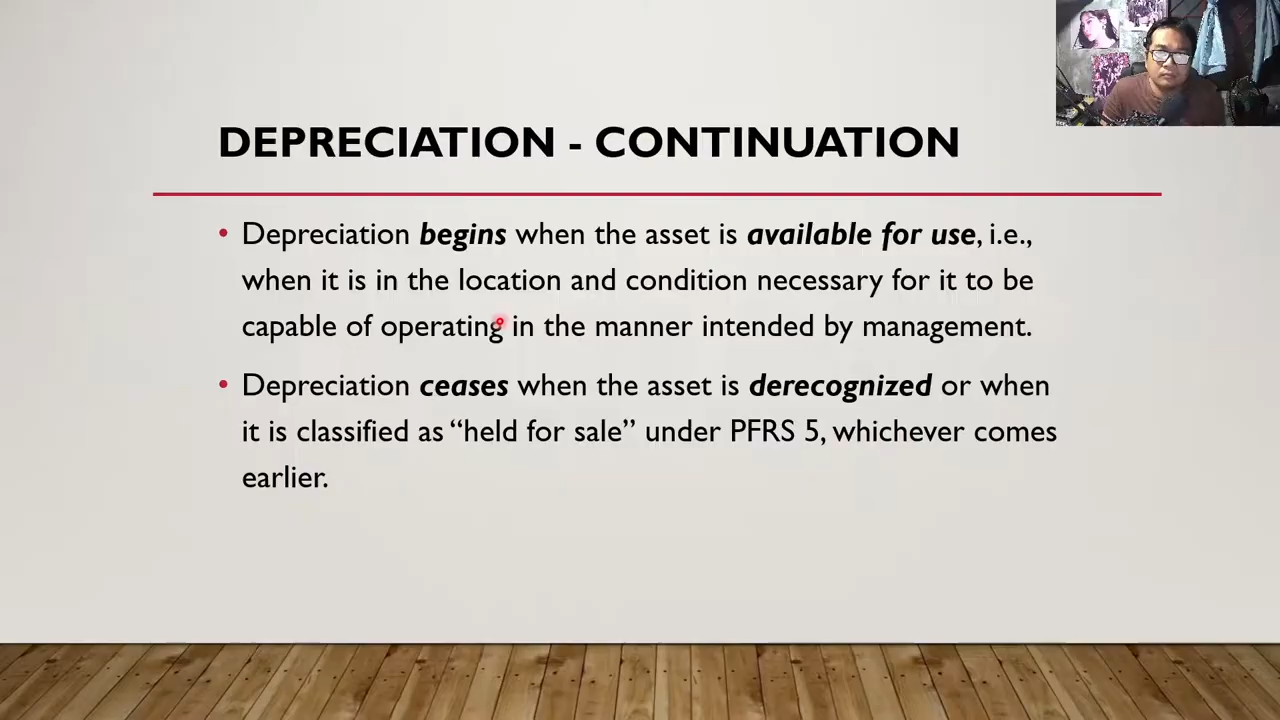 DEPRECIATION - CONTINUATION
• Depreciation begins when the asset is available for use, i.e.,
when it is in the location and condition necessary for it to be
capable of operating in the manner intended by management.
• Depreciation ceases when the asset is derecognized or when
it is classified as “held for sale” under PFRS 5, whichever comes
earlier.